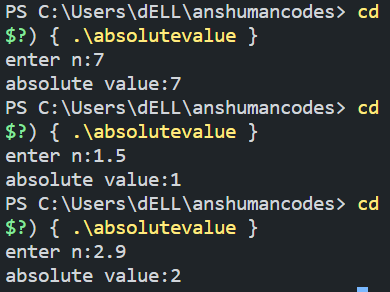 PS C:\Users\dELL\anshumancodes> cd
$?) { .\absolutevalue }
enter n:7
absolute value:7
PS C:\Users\dELL\anshumancodes> cd
$?) { .\absolutevalue }
enter n:1.5
absolute value:1
PS C:\Users\dELL\anshumancodes> cd
$?) { .\absolutevalue }
enter n:2.9
absolute value:2